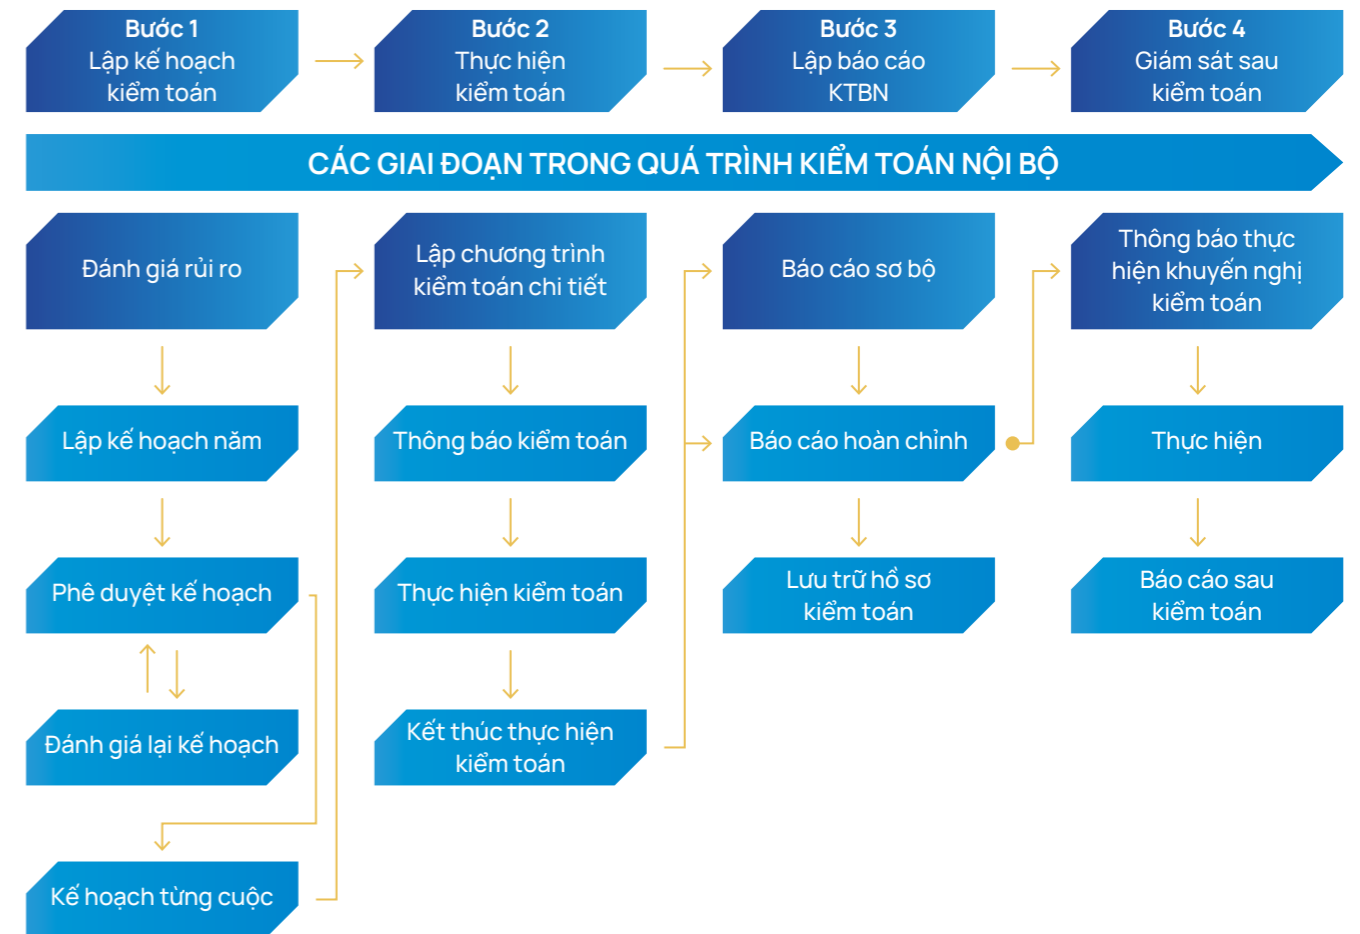 Bước 1
Lập kế hoạch
kiểm toán
Bước 2
Thực hiện
kiểm toán
Bước 3
Lập báo cáo
KTBN
Bước 4
Giám sát sau
kiểm toán
CÁC GIAI ĐOẠN TRONG QUÁ TRÌNH KIỂM TOÁN NỘI BỘ
Đánh giá rủi ro
Lập kế hoạch năm
Phê duyệt kế hoạch
Đánh giá lại kế hoạch
Kế hoạch từng cuộc
Lập chương trình
kiểm toán chi tiết
Thông báo kiểm toán
Thực hiện kiểm toán
Kết thúc thực hiện
kiểm toán
Báo cáo sơ bộ
Báo cáo hoàn chỉnh
Lưu trữ hồ sơ
kiểm toán
Thông báo thực
hiện khuyến nghị
kiểm toán
Thực hiện
Báo cáo sau
kiểm toán